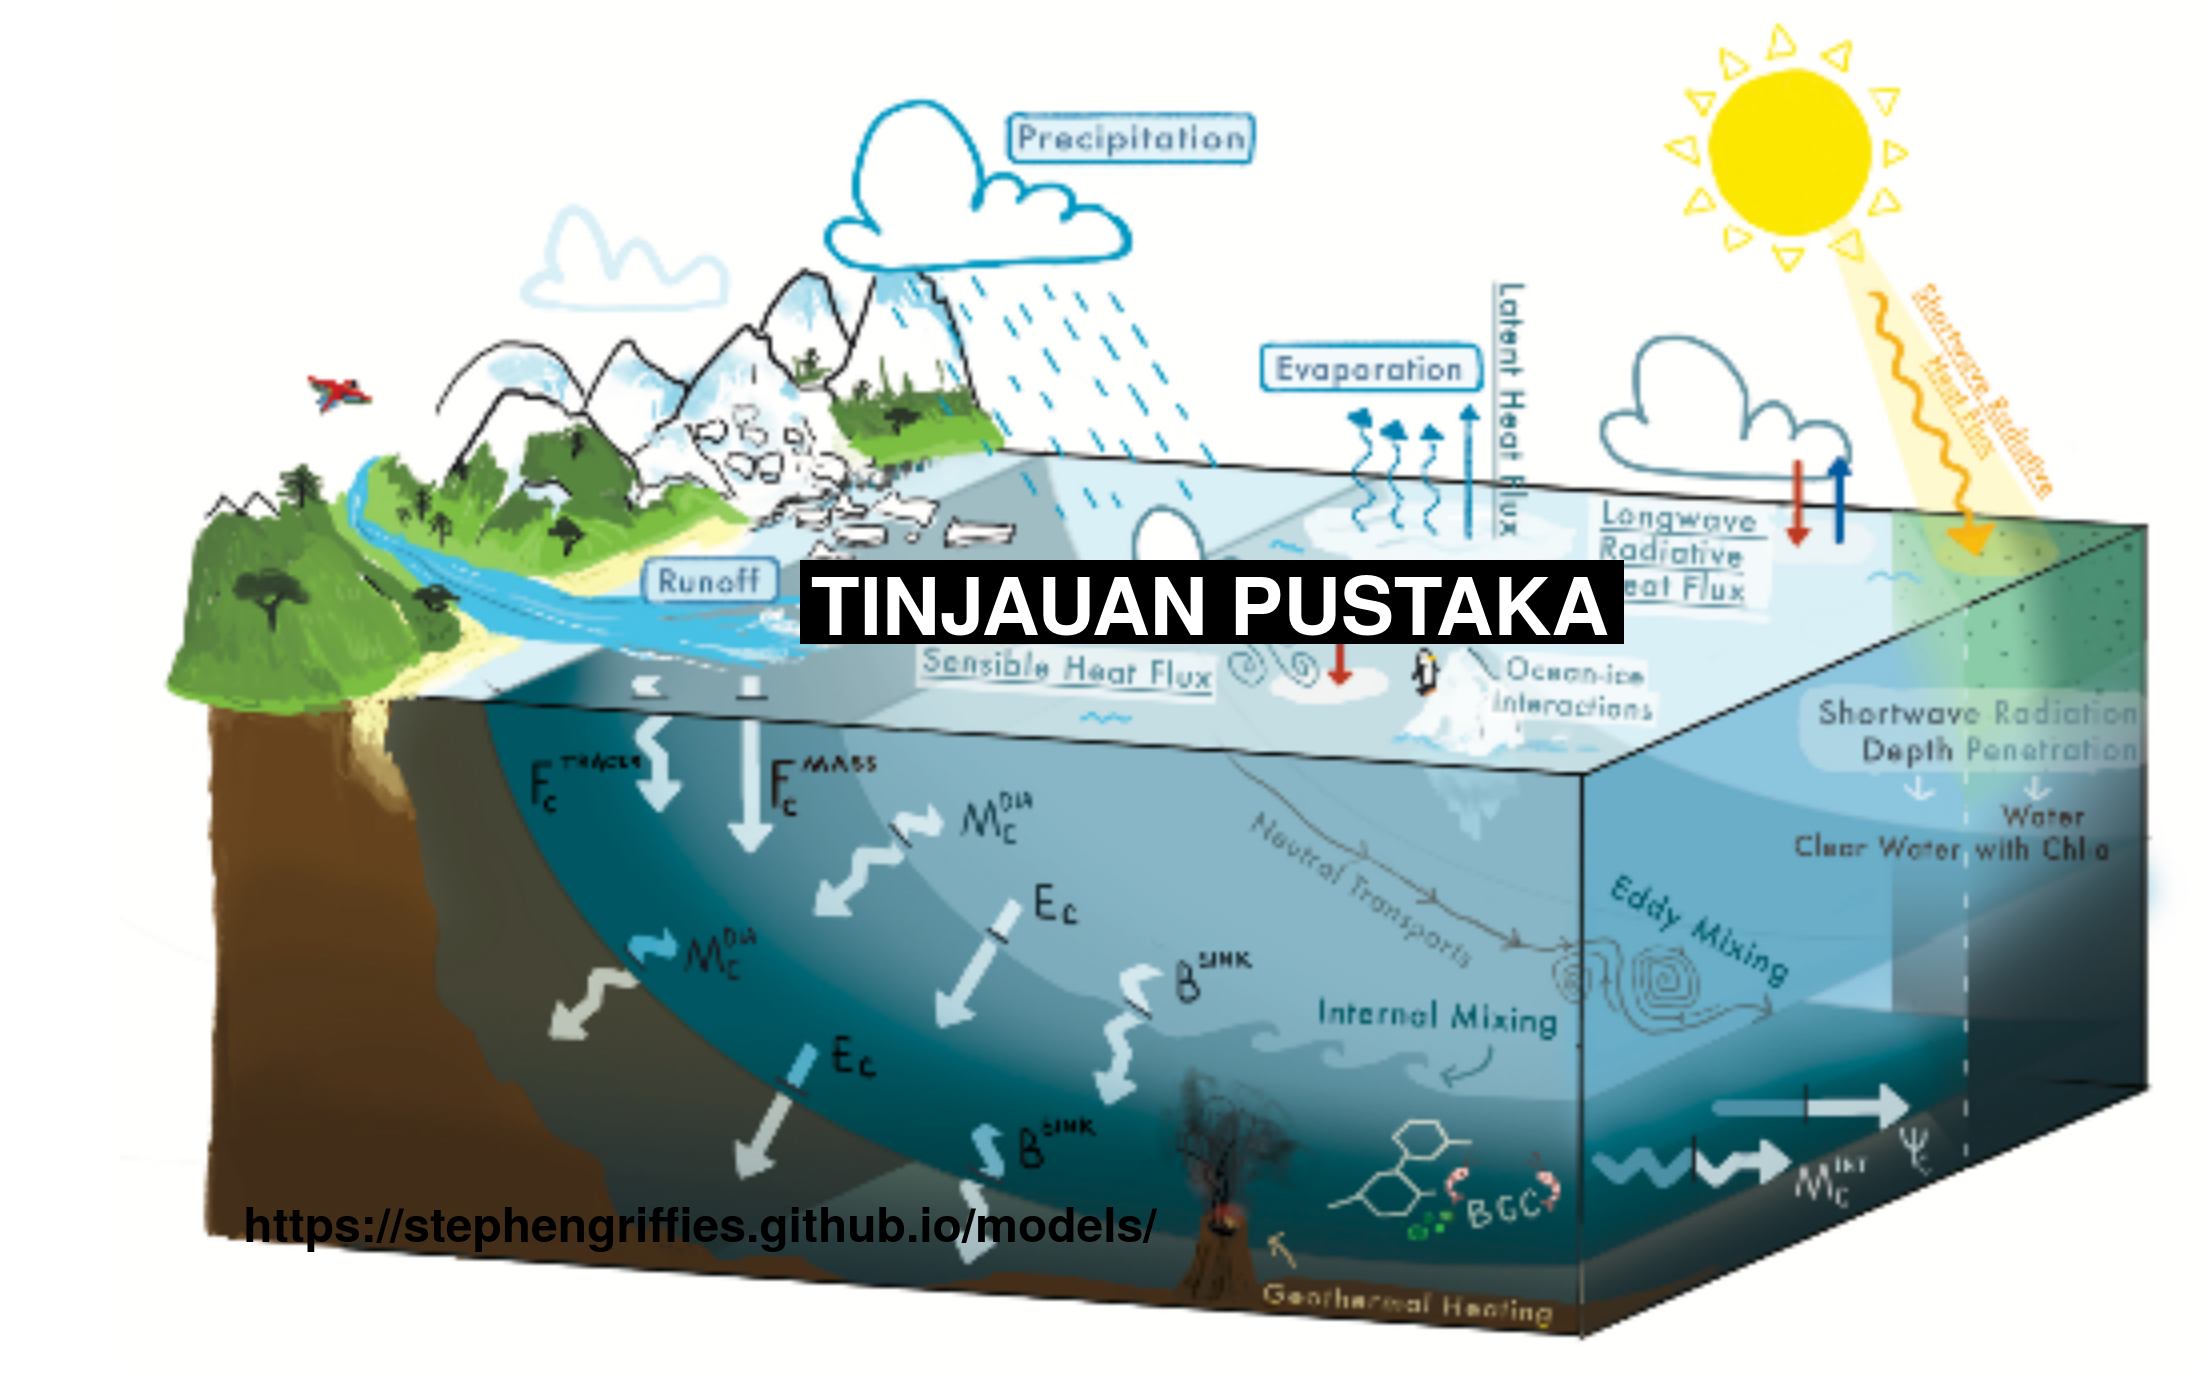 Precipitation
Evaporation
Latent Heat Flux
Shortwave Radiative
Heat Flux
Longwave
Radiative
eat Flux
Runoff
TINJAUAN PUSTAKA
Sensible Heat Flux
Ocean-ice
Interactions
Shortwave Radiation
Depth Penetration
Water
Clear Water with Chl a
F_C^TRACER
F_C^MASS
M_C^DIA
Neutral Transports
Eddy Mixing
E_C
M_C^DIA
B^SINK
Internal Mixing
E_C
B^SINK
BGC
M_C^INT
Ψ_C
https://stephengriffies.github.io/models/
Geothermal Heating